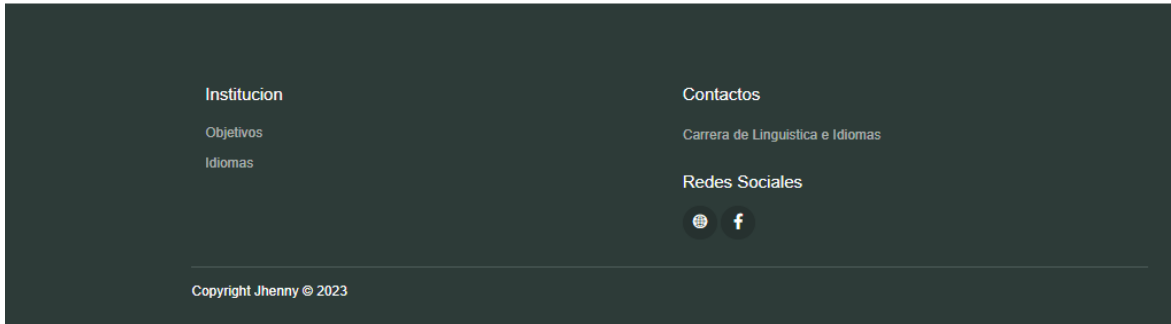 Institucion
Objetivos
Idiomas
Contactos
Carrera de Linguistica e Idiomas
Redes Sociales
Copyright Jhenny © 2023